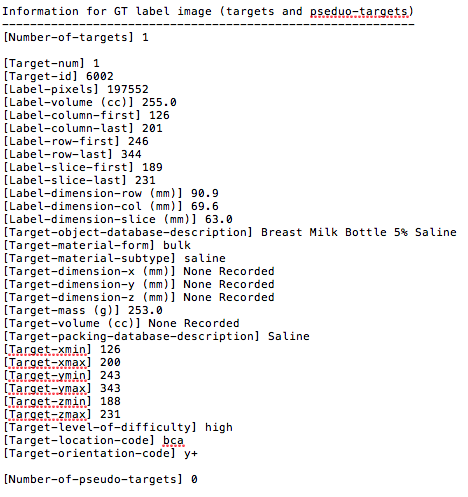 Information for GT label image (targets and pseduo-targets)
---------------------------------------------------------------
[Number-of-targets] 1
[Target-num] 1
[Target-id] 6002
[Label-pixels] 197552
[Label-volume (cc)] 255.0
[Label-column-first] 126
[Label-column-last] 201
[Label-row-first] 246
[Label-row-last] 344
[Label-slice-first] 189
[Label-slice-last] 231
[Label-dimension-row (mm)] 90.9
[Label-dimension-col (mm)] 69.6
[Label-dimension-slice (mm)] 63.0
[Target-object-database-description] Breast Milk Bottle 5% Saline
[Target-material-form] bulk
[Target-material-subtype] saline
[Target-dimension-x (mm)] None Recorded
[Target-dimension-y (mm)] None Recorded
[Target-dimension-z (mm)] None Recorded
[Target-mass (g)] 253.0
[Target-volume (cc)] None Recorded
[Target-packing-database-description] Saline
[Target-xmin] 126
[Target-xmax] 200
[Target-ymin] 243
[Target-ymax] 343
[Target-zmin] 188
[Target-zmax] 231
[Target-level-of-difficulty] high
[Target-location-code] bca
[Target-orientation-code] y+
[Number-of-pseudo-targets] 0